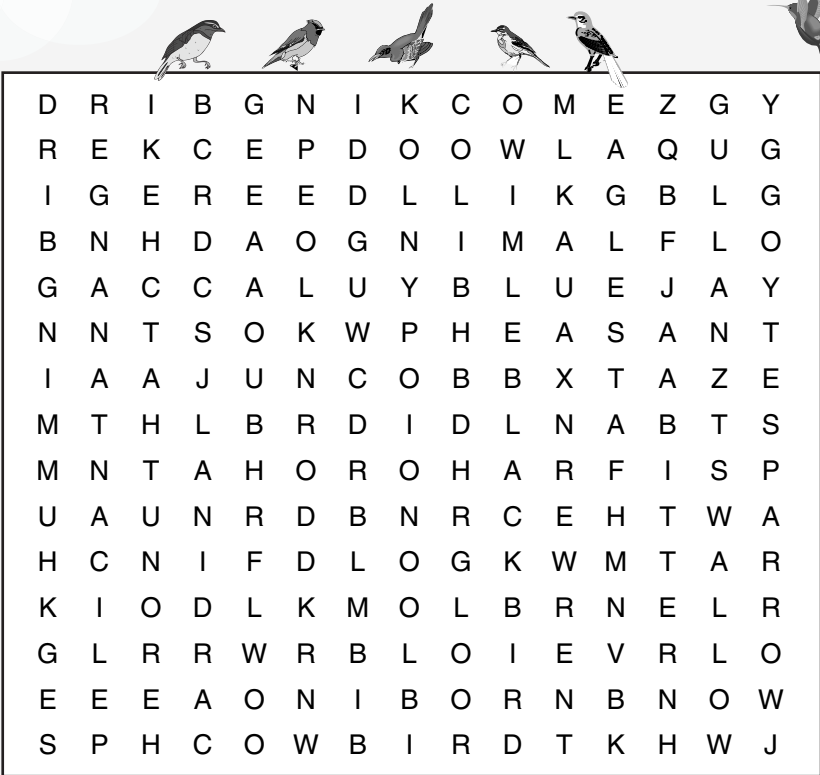 D R I B G N I K C O M E Z G Y
R E K C E P D O O W L A Q U G
I G E R E E D L L I K G B L G
B N H D A O G N I M A L F L O
G A C C A L U Y B L U E J A Y
N N T S O K W P H E A S A N T
I A A J U N C O B B X T A Z E
M T H L B R D I D L N A B T S
M N T A H O R O H A R F I S P
U A U N R D B N R C E H T W A
H C N I F D L O G K W M T A R
K I O D L K M O L B R N E L R
G L R R W R B L O I E V R L O
E E E A O N I B O R N B N O W
S P H C O W B I R D T K H W J